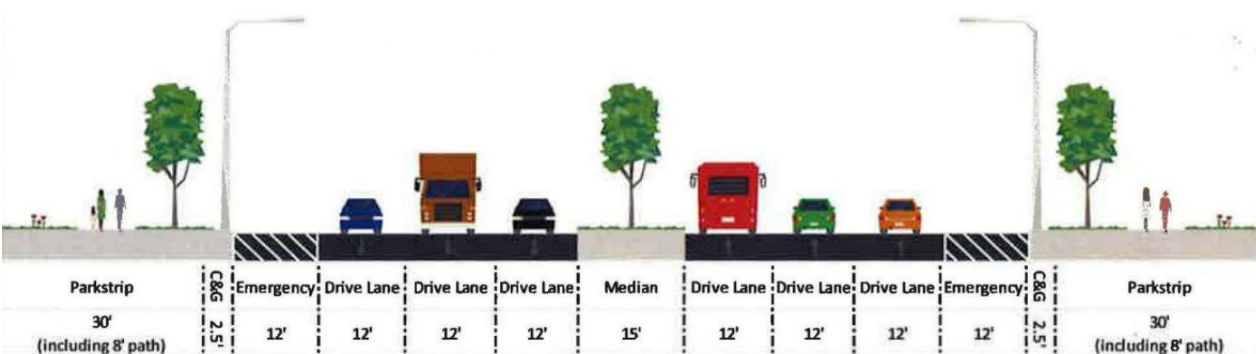 Parkstrip C&G Emergency Drive Lane Drive Lane Drive Lane Median Drive Lane Drive Lane Drive Lane Emergency C&G Parkstrip
30' 2.5' 12' 12' 12' 12' 15' 12' 12' 12' 12' 2.5' 30'
(including 8' path) (including 8' path)